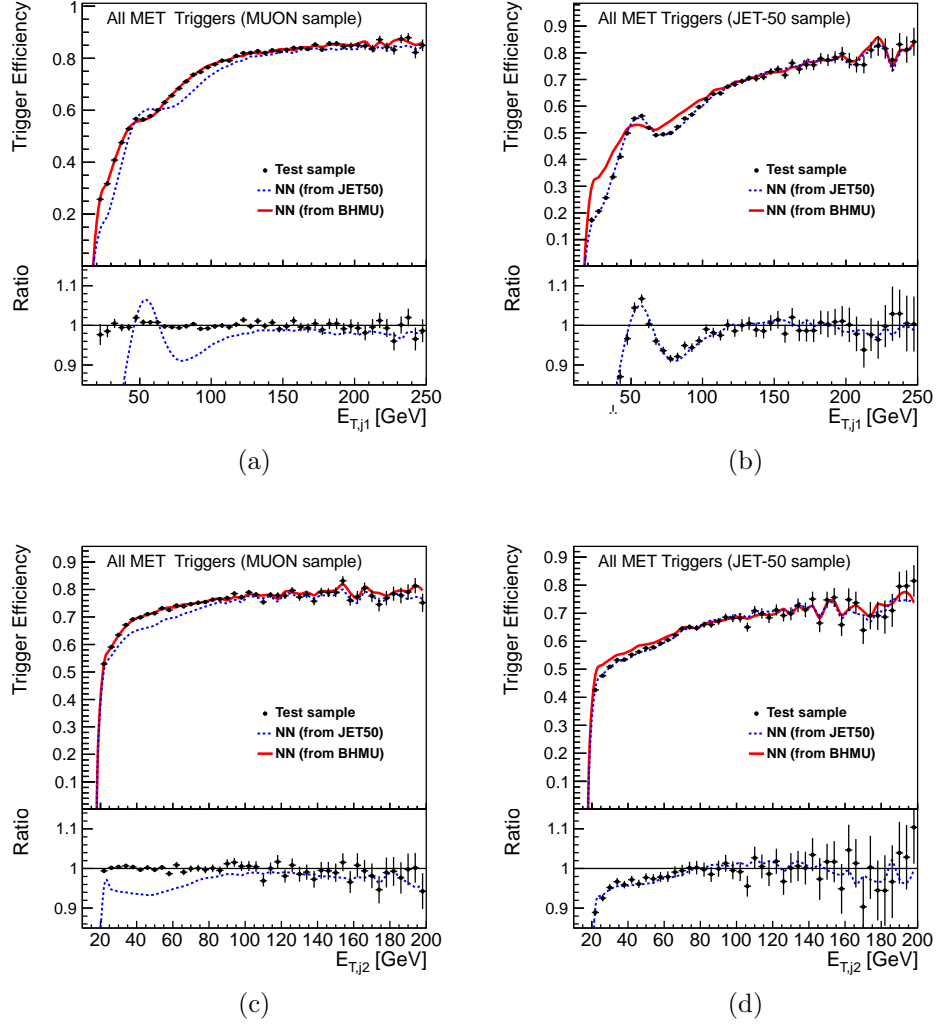 All MET Triggers (MUON sample)
Trigger Efficiency
1
0.8
0.6
0.4
0.2
Test sample
NN (from JET50)
NN (from BHMU)
Ratio
1.1
1
0.9
50 100 150 200 250
E_T,j1 [GeV]
(a)
All MET Triggers (JET-50 sample)
Trigger Efficiency
0.9
0.8
0.7
0.6
0.5
0.4
0.3
0.2
0.1
Test sample
NN (from JET50)
NN (from BHMU)
Ratio
1.1
1
0.9
50 100 150 200 250
E_T,j1 [GeV]
(b)
All MET Triggers (MUON sample)
Trigger Efficiency
0.9
0.8
0.7
0.6
0.5
0.4
0.3
0.2
0.1
Test sample
NN (from JET50)
NN (from BHMU)
Ratio
1.1
1
0.9
20 40 60 80 100 120 140 160 180 200
E_T,j2 [GeV]
(c)
All MET Triggers (JET-50 sample)
Trigger Efficiency
0.9
0.8
0.7
0.6
0.5
0.4
0.3
0.2
0.1
Test sample
NN (from JET50)
NN (from BHMU)
Ratio
1.1
1
0.9
20 40 60 80 100 120 140 160 180 200
E_T,j2 [GeV]
(d)